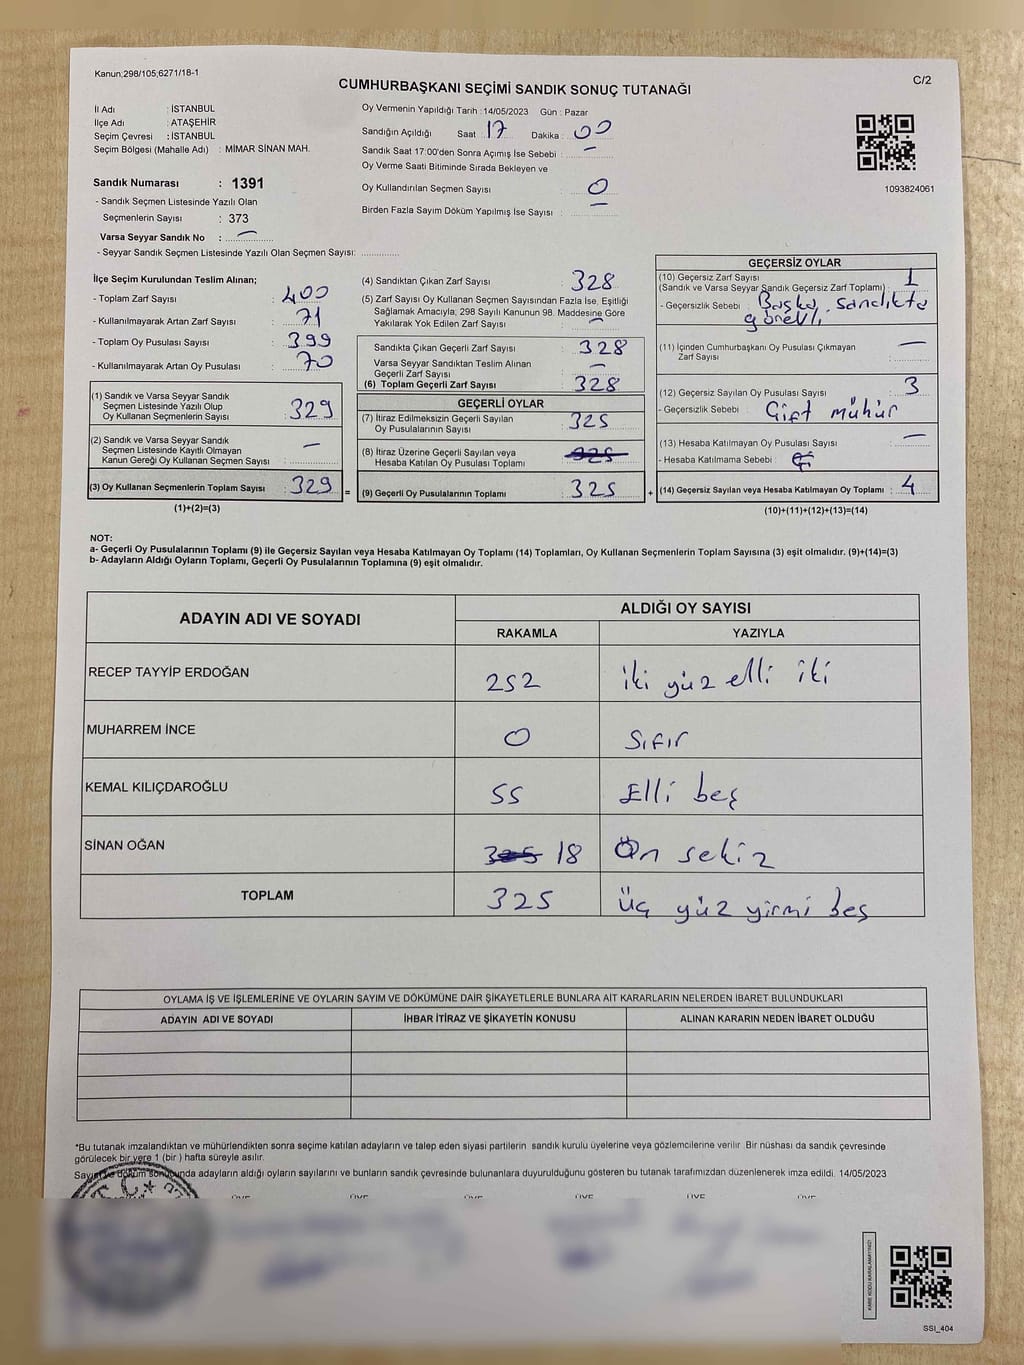 Kanun;298/105;6271/18-1
C/2
CUMHURBAŞKANI SEÇİMİ SANDIK SONUÇ TUTANAĞI
İl Adı : İSTANBUL
İlçe Adı : ATAŞEHİR
Seçim Çevresi : İSTANBUL
Seçim Bölgesi (Mahalle Adı) : MİMAR SİNAN MAH.
Sandık Numarası : 1391
- Sandık Seçmen Listesinde Yazılı Olan
Seçmenlerin Sayısı : 373
Varsa Seyyar Sandık No : —
- Seyyar Sandık Seçmen Listesinde Yazılı Olan Seçmen Sayısı:
Oy Vermenin Yapıldığı Tarih :14/05/2023 Gün : Pazar
Sandığın Açıldığı Saat 17 Dakika : 00
Sandık Saat 17:00'den Sonra Açımış İse Sebebi : —
Oy Verme Saati Bitiminde Sırada Bekleyen ve
Oy Kullandırılan Seçmen Sayısı : 0
Birden Fazla Sayım Döküm Yapılmış İse Sayısı : —
1093824061
İlçe Seçim Kurulundan Teslim Alınan;
- Toplam Zarf Sayısı : 400
- Kullanılmayarak Artan Zarf Sayısı : 71
- Toplam Oy Pusulası Sayısı : 399
- Kullanılmayarak Artan Oy Pusulası : 70
(1) Sandık ve Varsa Seyyar Sandık
Seçmen Listesinde Yazılı Olup
Oy Kullanan Seçmenlerin Sayısı : 329
(2) Sandık ve Varsa Seyyar Sandık
Seçmen Listesinde Kayıtlı Olmayan
Kanun Gereği Oy Kullanan Seçmen Sayısı : —
(3) Oy Kullanan Seçmenlerin Toplam Sayısı : 329 =
(1)+(2)=(3)
(4) Sandıktan Çıkan Zarf Sayısı : 328
(5) Zarf Sayısı Oy Kullanan Seçmen Sayısından Fazla İse, Eşitliği
Sağlamak Amacıyla; 298 Sayılı Kanunun 98. Maddesine Göre
Yakılarak Yok Edilen Zarf Sayısı : —
Sandıkta Çıkan Geçerli Zarf Sayısı : 328
Varsa Seyyar Sandıktan Teslim Alınan
Geçerli Zarf Sayısı : —
(6) Toplam Geçerli Zarf Sayısı : 328
GEÇERLİ OYLAR
(7) İtiraz Edilmeksizin Geçerli Sayılan
Oy Pusulalarının Sayısı : 325
(8) İtiraz Üzerine Geçerli Sayılan veya
Hesaba Katılan Oy Pusulası Toplamı : 325
(9) Geçerli Oy Pusulalarının Toplamı : 325 +
GEÇERSİZ OYLAR
(10) Geçersiz Zarf Sayısı
(Sandık ve Varsa Seyyar Sandık Geçersiz Zarf Toplamı) : 1
- Geçersizlik Sebebi : Başka sandıkta
görevli
(11) İçinden Cumhurbaşkanı Oy Pusulası Çıkmayan
Zarf Sayısı : —
(12) Geçersiz Sayılan Oy Pusulası Sayısı : 3
- Geçersizlik Sebebi : Çift mühür
(13) Hesaba Katılmayan Oy Pusulası Sayısı : —
- Hesaba Katılmama Sebebi :
(14) Geçersiz Sayılan veya Hesaba Katılmayan Oy Toplamı : 4
(10)+(11)+(12)+(13)=(14)
NOT:
a- Geçerli Oy Pusulalarının Toplamı (9) ile Geçersiz Sayılan veya Hesaba Katılmayan Oy Toplamı (14) Toplamları, Oy Kullanan Seçmenlerin Toplam Sayısına (3) eşit olmalıdır. (9)+(14)=(3)
b- Adayların Aldığı Oyların Toplamı, Geçerli Oy Pusulalarının Toplamına (9) eşit olmalıdır.
ADAYIN ADI VE SOYADI
ALDIĞI OY SAYISI
RAKAMLA YAZIYLA
RECEP TAYYİP ERDOĞAN 252 iki yüz elli iki
MUHARREM İNCE 0 Sıfır
KEMAL KILIÇDAROĞLU 55 Elli beş
SİNAN OĞAN 325 18 On sekiz
TOPLAM 325 Üç yüz yirmi beş
OYLAMA İŞ VE İŞLEMLERİNE VE OYLARIN SAYIM VE DÖKÜMÜNE DAİR ŞİKAYETLERLE BUNLARA AİT KARARLARIN NELERDEN İBARET BULUNDUKLARI
ADAYIN ADI VE SOYADI İHBAR İTİRAZ VE ŞİKAYETİN KONUSU ALINAN KARARIN NEDEN İBARET OLDUĞU
*Bu tutanak imzalandıktan ve mühürlendikten sonra seçime katılan adayların ve talep eden siyasi partilerin sandık kurulu üyelerine veya gözlemcilerine verilir. Bir nüshası da sandık çevresinde
görülecek bir yere 1 (bir ) hafta süreyle asılır.
Sayım ve döküm sonucunda adayların aldığı oyların sayılarını ve bunların sandık çevresinde bulunanlara duyurulduğunu gösteren bu tutanak tarafımızdan düzenlenerek imza edildi. 14/05/2023
T.C.
ÜYE ÜYE ÜYE ÜYE ÜYE ÜYE
SSI_404